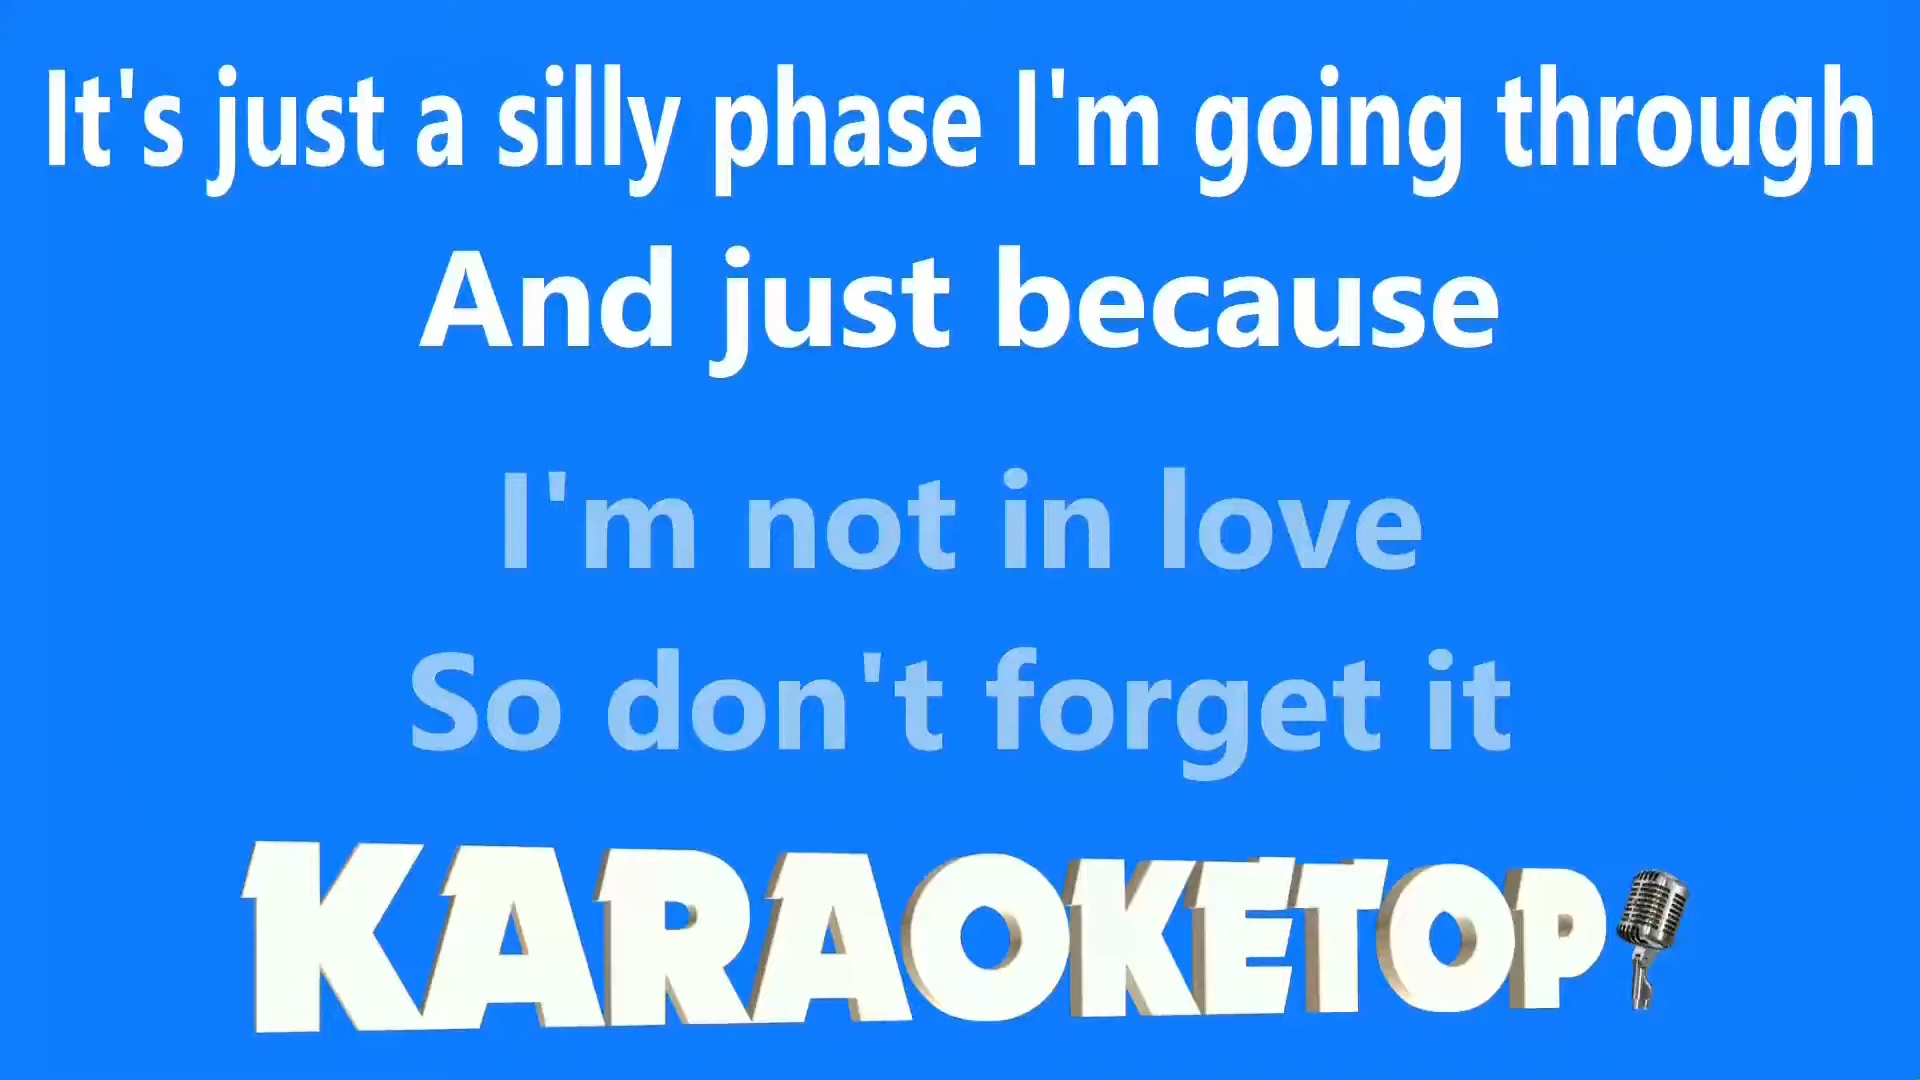 It's just a silly phase I'm going through
And just because
I'm not in love
So don't forget it
KARAOKETOP